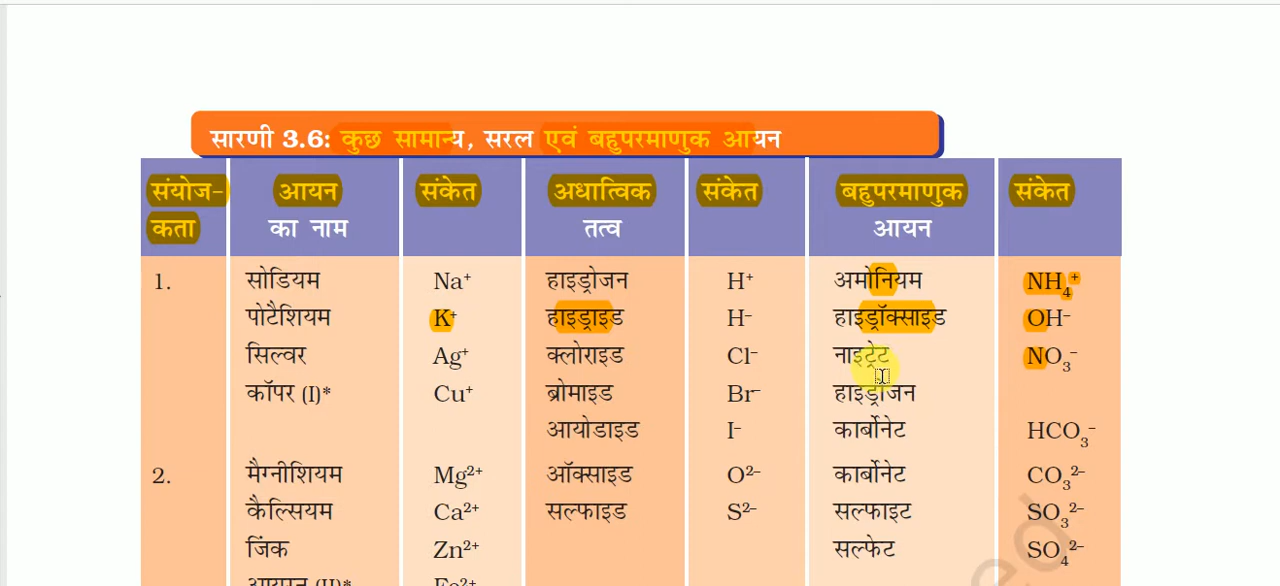 सारणी 3.6: कुछ सामान्य, सरल एवं बहुपरमाणुक आयन
संयोज- आयन संकेत अधात्विक संकेत बहुपरमाणुक संकेत
कता का नाम तत्व आयन
1. सोडियम Na⁺ हाइड्रोजन H⁺ अमोनियम NH₄⁺
पोटैशियम K⁺ हाइड्राइड H⁻ हाइड्रॉक्साइड OH⁻
सिल्वर Ag⁺ क्लोराइड Cl⁻ नाइट्रेट NO₃⁻
कॉपर (I)* Cu⁺ ब्रोमाइड Br⁻ हाइड्रोजन
आयोडाइड I⁻ कार्बोनेट HCO₃⁻
2. मैग्नीशियम Mg²⁺ ऑक्साइड O²⁻ कार्बोनेट CO₃²⁻
कैल्सियम Ca²⁺ सल्फाइड S²⁻ सल्फाइट SO₃²⁻
जिंक Zn²⁺ सल्फेट SO₄²⁻